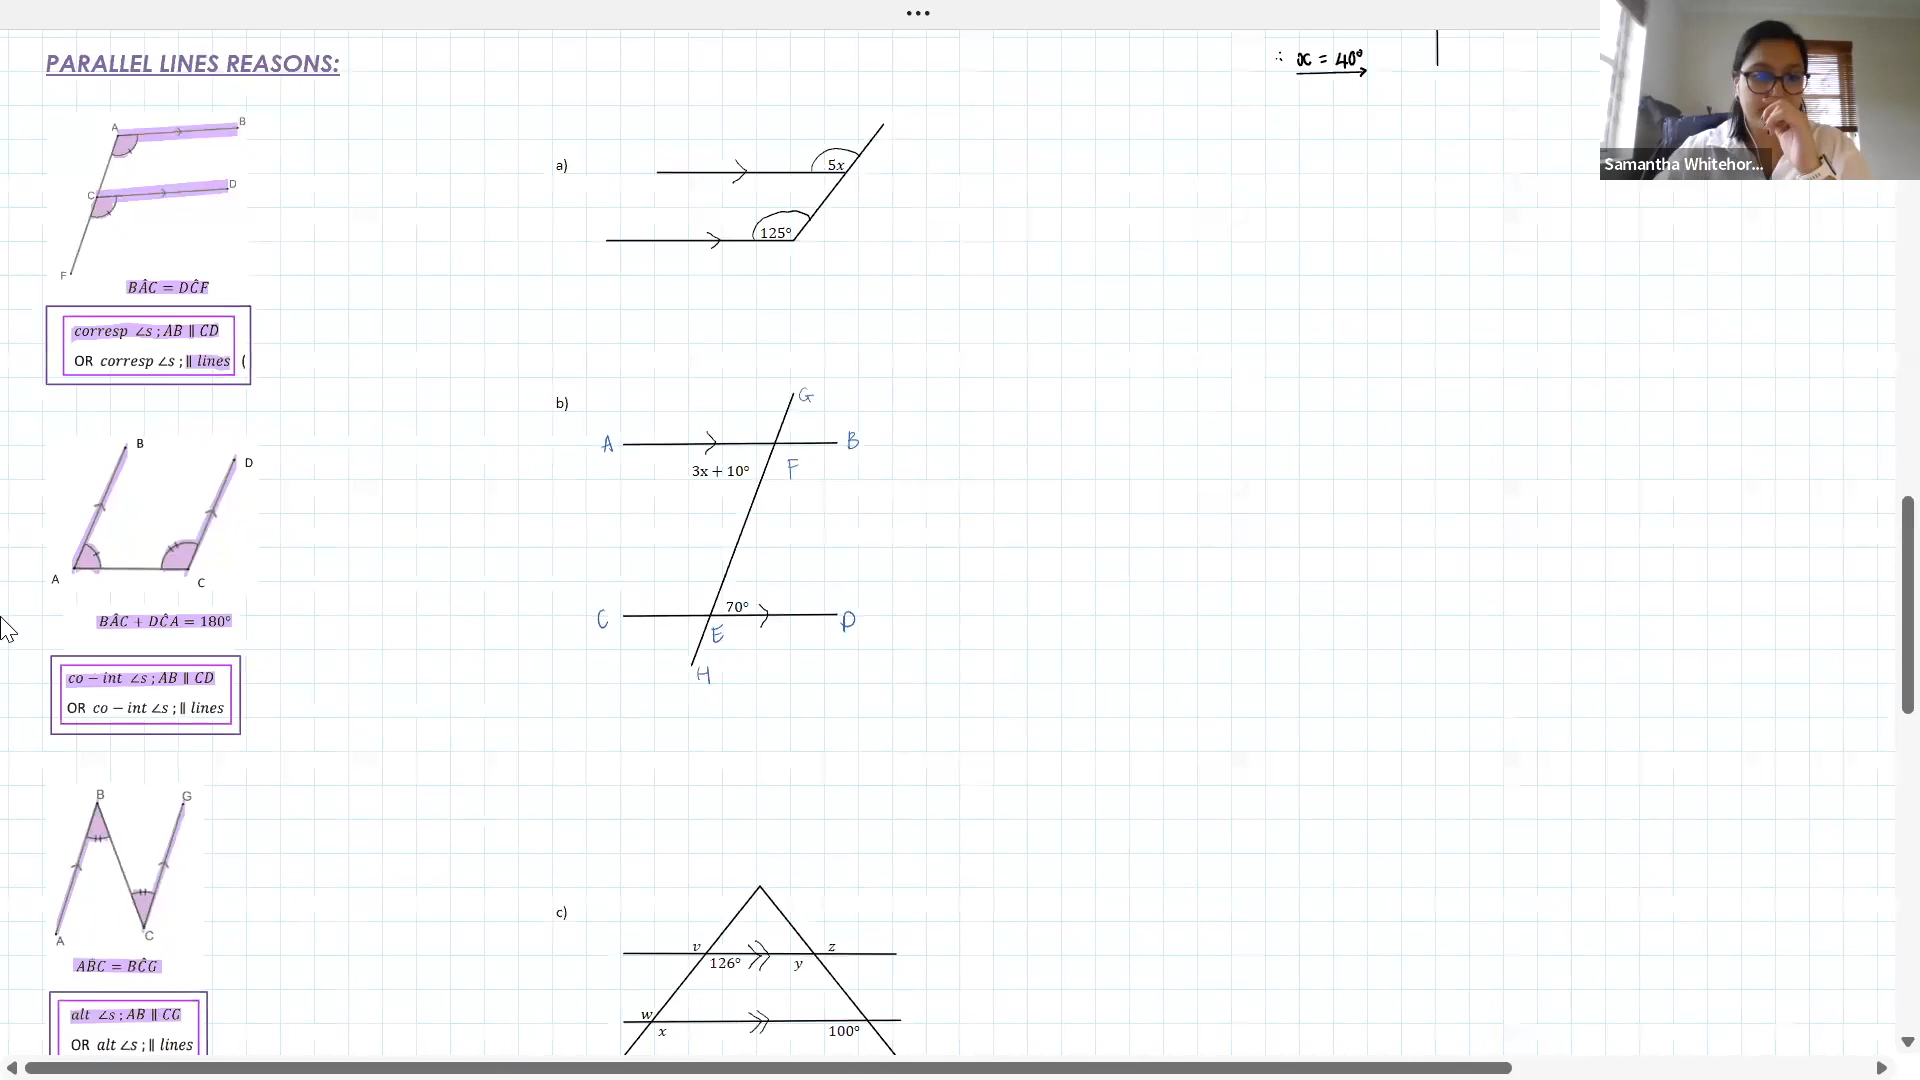 PARALLEL LINES REASONS:
∴ x = 40°
Samantha Whitehor...
A
B
C
D
F
BÂC = DĈF
corresp ∠s ; AB ∥ CD
OR corresp ∠s ; ∥ lines (
a)
5x
125°
b)
G
A
B
3x + 10°
F
70°
C
D
E
H
B
D
A
C
BÂC + DĈA = 180°
co − int ∠s ; AB ∥ CD
OR co − int ∠s ; ∥ lines
B
G
A
C
AB̂C = BĈG
alt ∠s ; AB ∥ CG
OR alt ∠s ; ∥ lines
c)
v
z
126°
y
w
x
100°